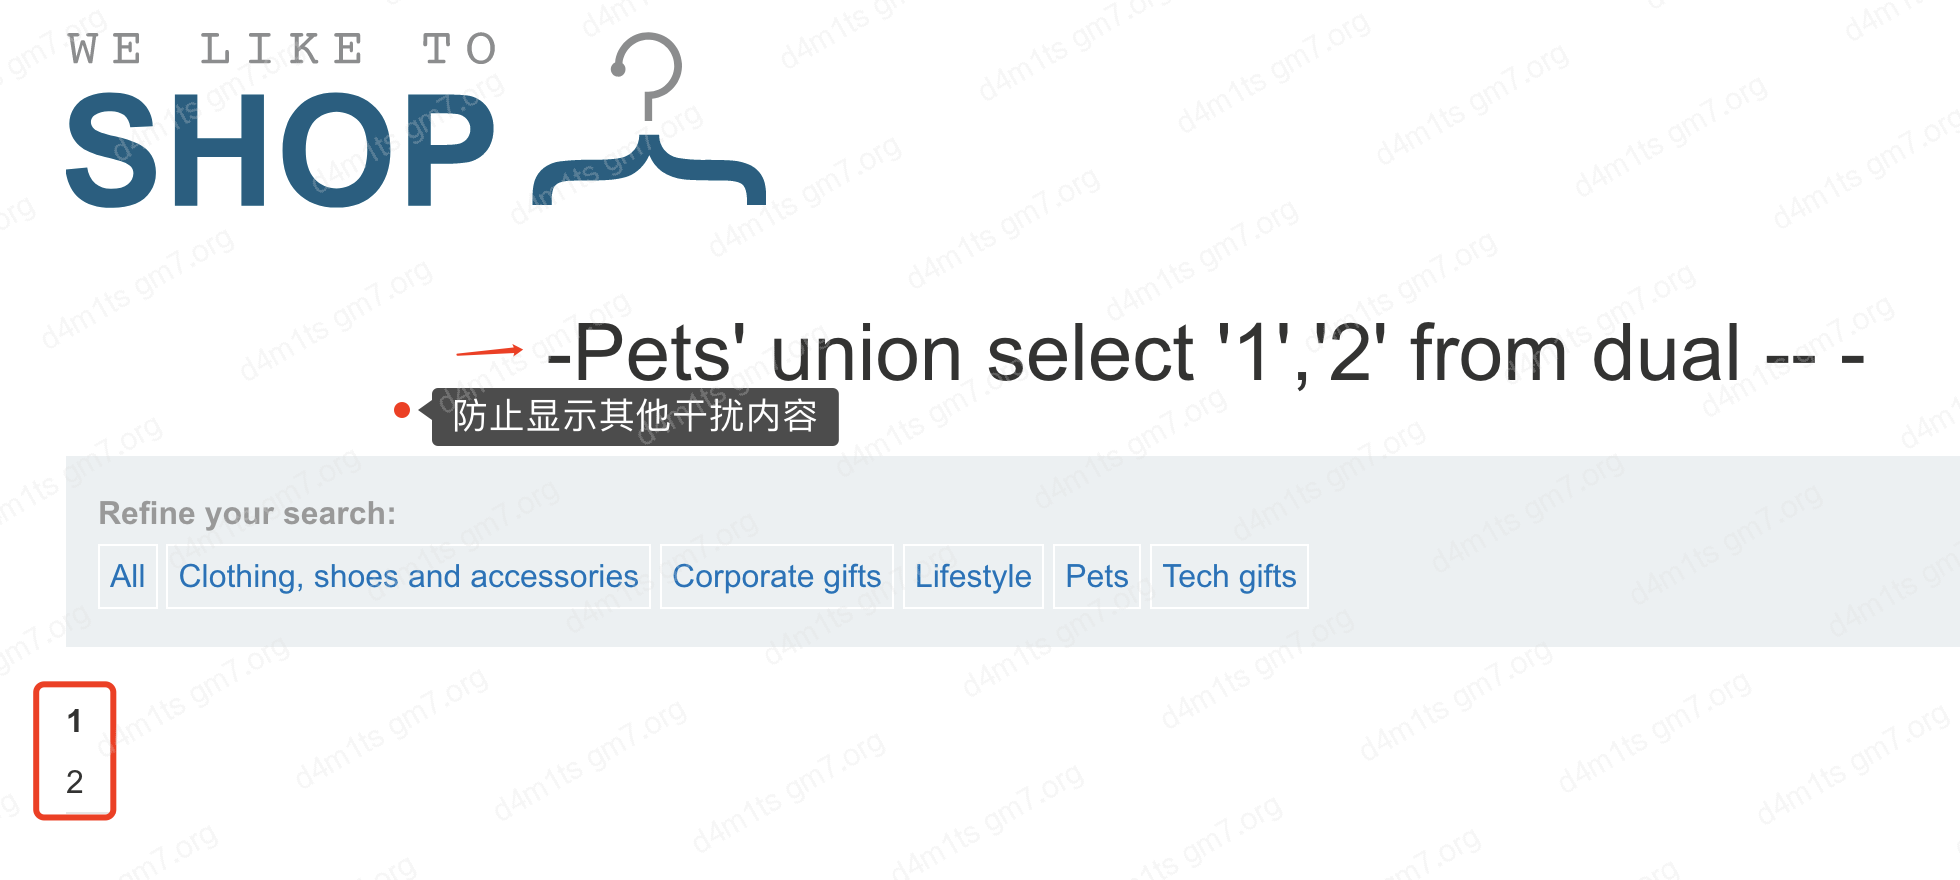 WE LIKE TO
SHOP
-Pets' union select '1','2' from dual -- -
防止显示其他干扰内容
Refine your search:
All Clothing, shoes and accessories Corporate gifts Lifestyle Pets Tech gifts
1
2
d4m1ts gm7.org